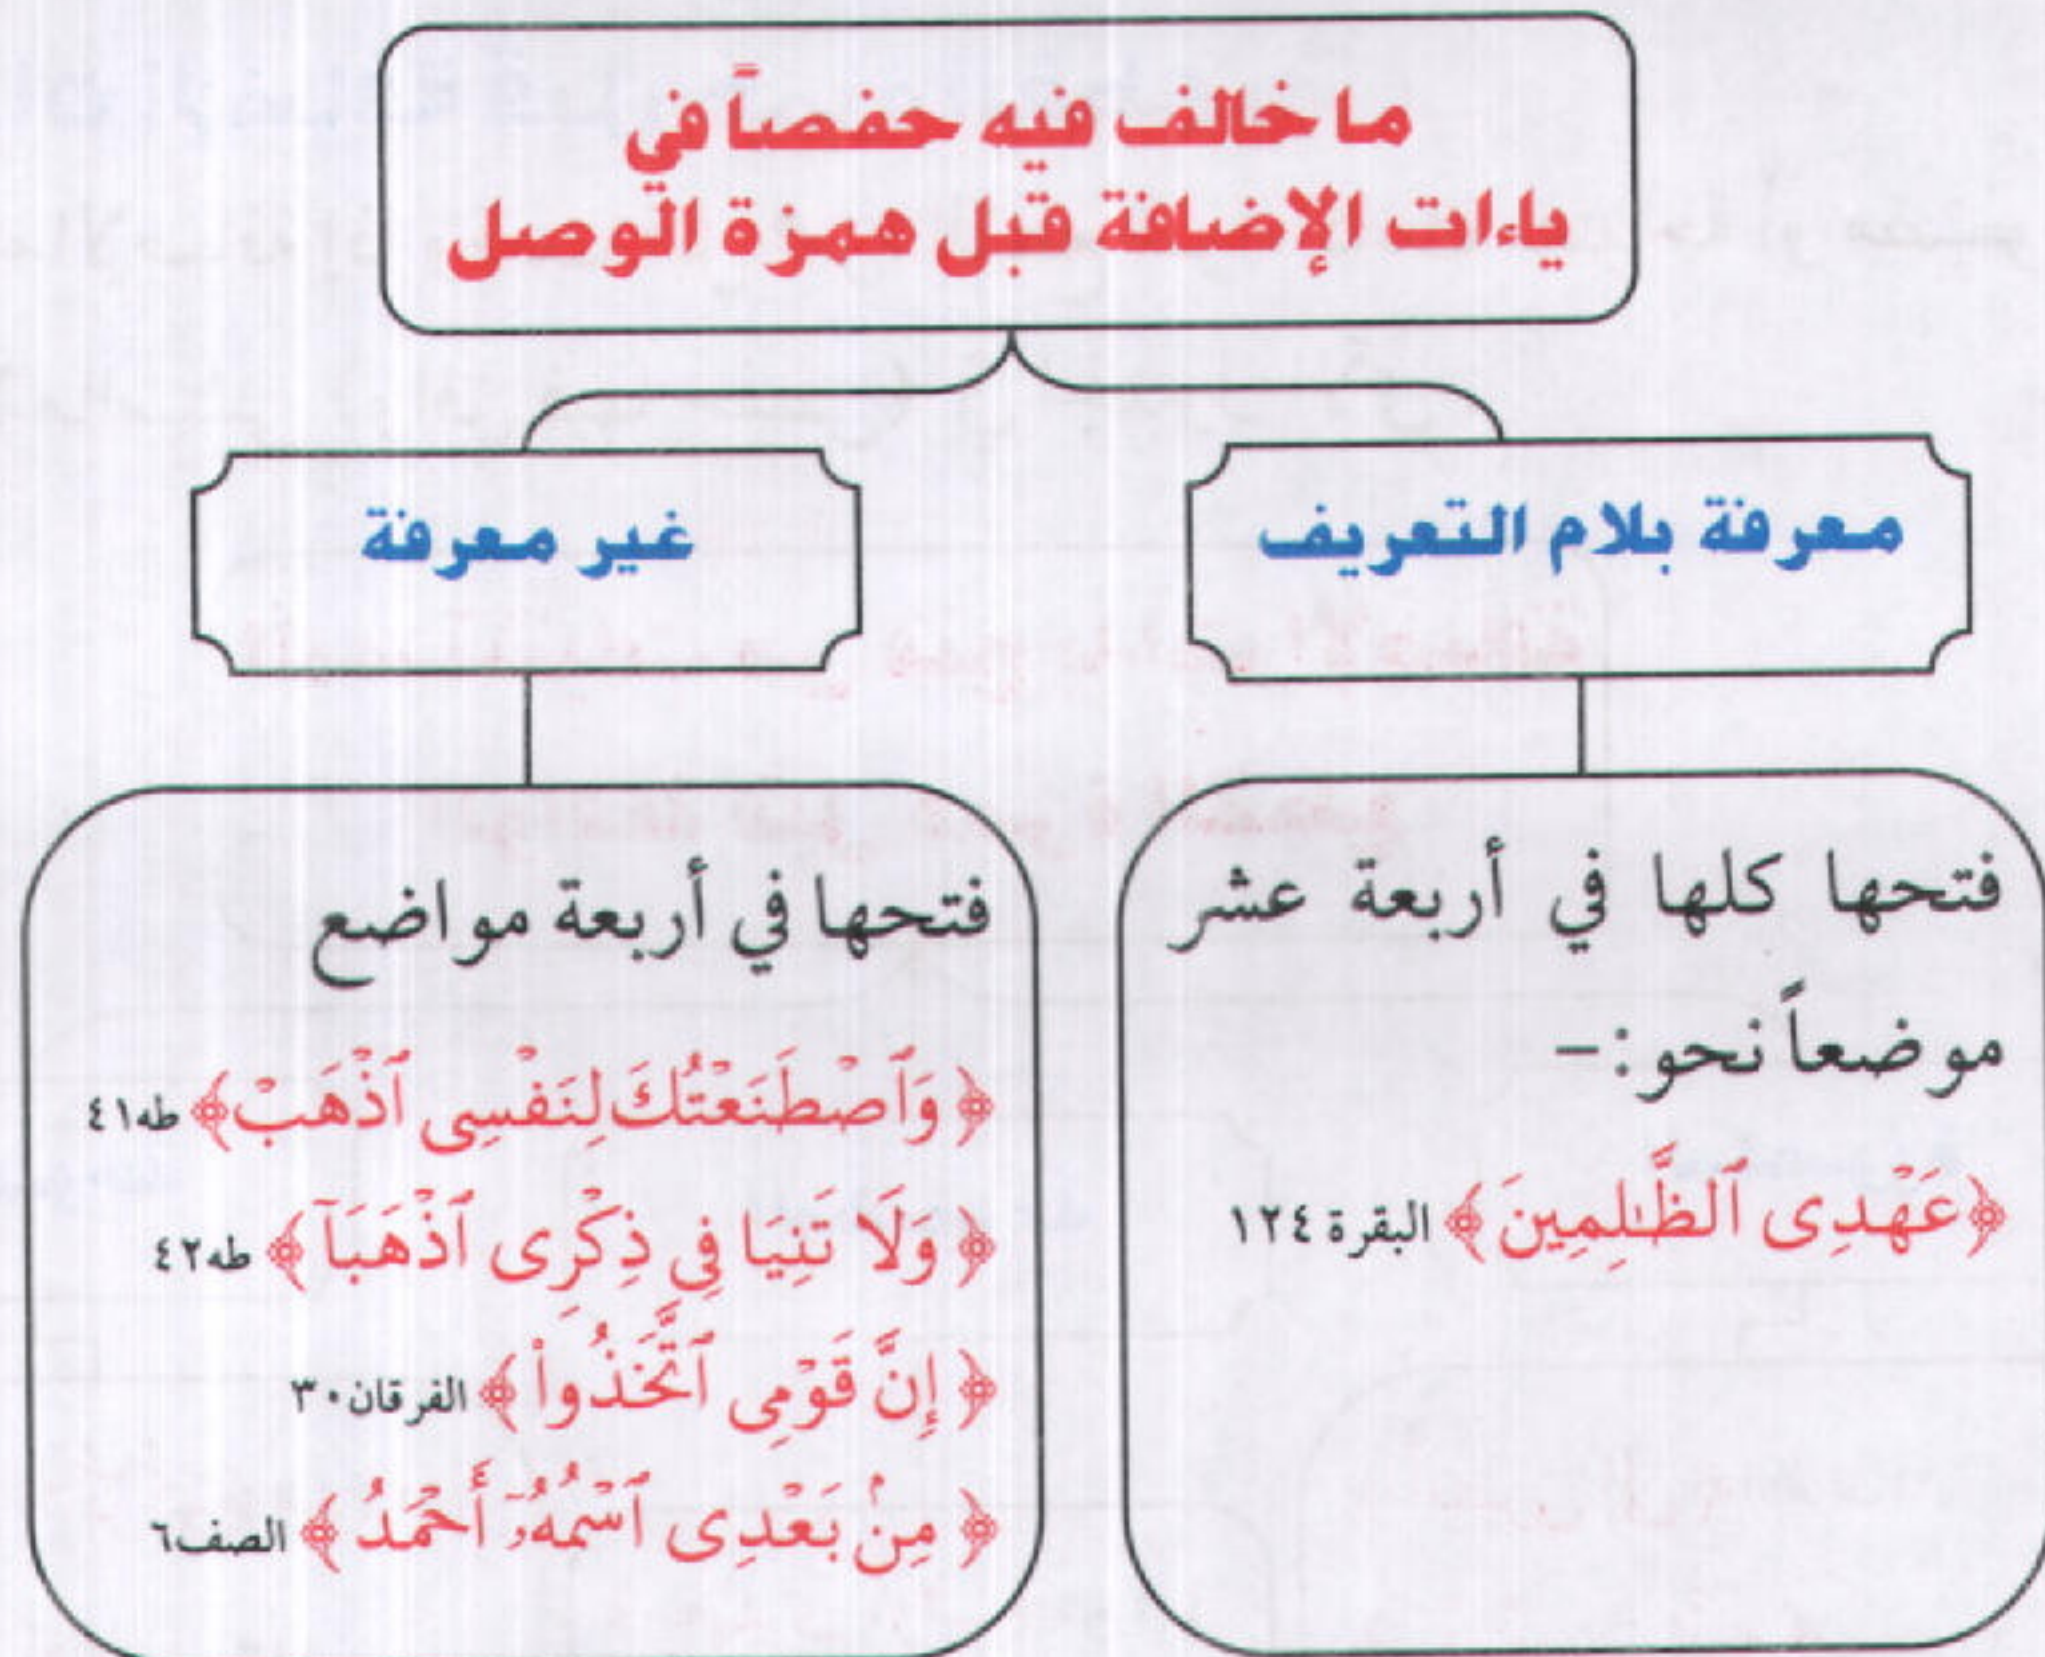 ما خالف فيه حفصاً في
ياءات الإضافة قبل همزة الوصل
معرفة بلام التعريف
غير معرفة
فتحها كلها في أربعة عشر
موضعاً نحو: –
﴿عَهْدِى ٱلظَّٰلِمِينَ﴾ البقرة ١٢٤
فتحها في أربعة مواضع
﴿وَٱصْطَنَعْتُكَ لِنَفْسِى ٱذْهَبْ﴾ طه٤١
﴿وَلَا تَنِيَا فِى ذِكْرِى ٱذْهَبَآ﴾ طه٤٢
﴿إِنَّ قَوْمِى ٱتَّخَذُوا۟﴾ الفرقان٣٠
﴿مِنۢ بَعْدِى ٱسْمُهُۥٓ أَحْمَدُ﴾ الصف٦